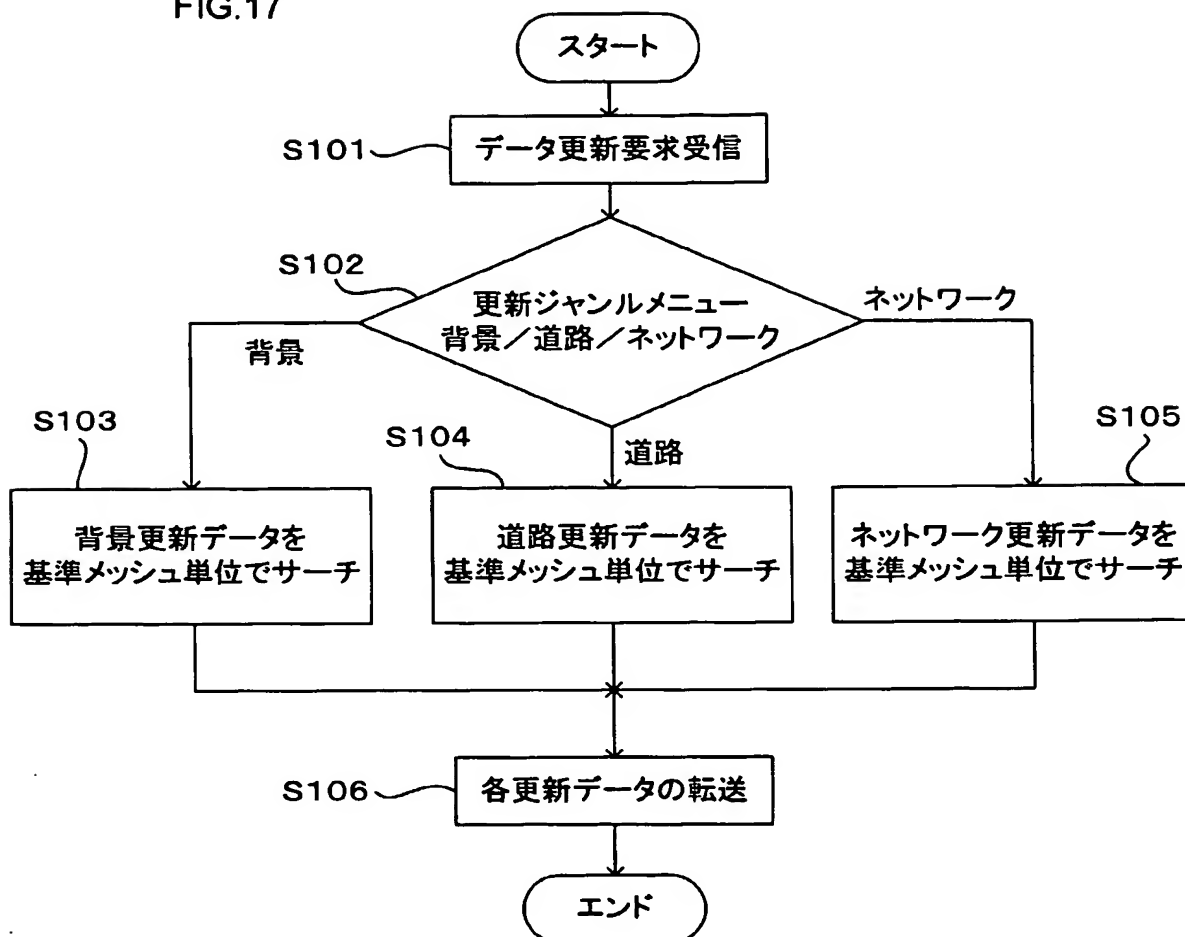 FIG.17
スタート
S101
データ更新要求受信
S102
更新ジャンルメニュー
背景／道路／ネットワーク
ネットワーク
背景
道路
S103
S104
S105
背景更新データを
基準メッシュ単位でサーチ
道路更新データを
基準メッシュ単位でサーチ
ネットワーク更新データを
基準メッシュ単位でサーチ
S106
各更新データの転送
エンド